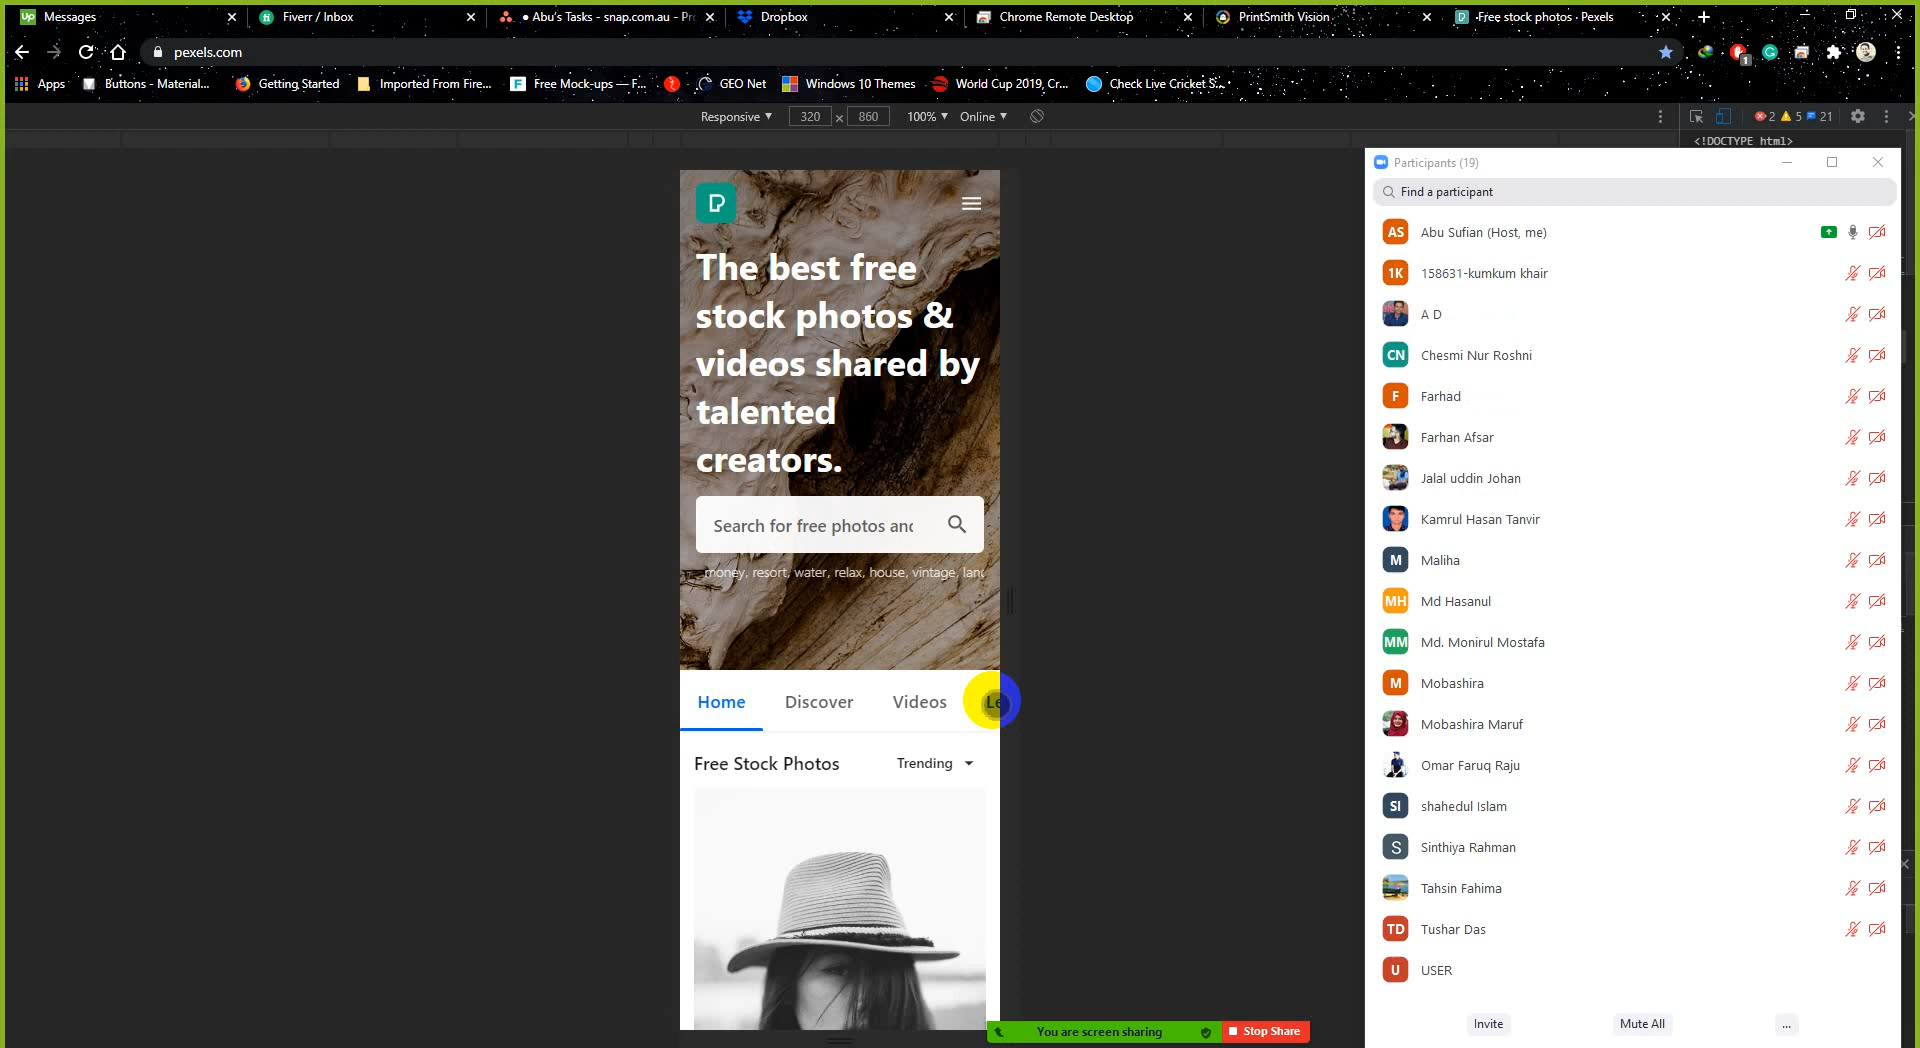 Messages
Fiverr / Inbox
● Abu's Tasks - snap.com.au - Pr
Dropbox
Chrome Remote Desktop
PrintSmith Vision
Free stock photos · Pexels
pexels.com
1
Apps
Buttons - Material...
Getting Started
Imported From Fire...
Free Mock-ups — F...
GEO Net
Windows 10 Themes
World Cup 2019, Cr...
Check Live Cricket S...
Responsive
320
×
860
100%
Online
2
5
21
<!DOCTYPE html>
The best free
stock photos &
videos shared by
talented
creators.
Search for free photos and
money, resort, water, relax, house, vintage, land
Home
Discover
Videos
Le
Free Stock Photos
Trending
Participants (19)
Find a participant
AS
Abu Sufian (Host, me)
1K
158631-kumkum khair
A D
CN
Chesmi Nur Roshni
F
Farhad
Farhan Afsar
Jalal uddin Johan
Kamrul Hasan Tanvir
M
Maliha
MH
Md Hasanul
MM
Md. Monirul Mostafa
M
Mobashira
Mobashira Maruf
Omar Faruq Raju
SI
shahedul Islam
S
Sinthiya Rahman
Tahsin Fahima
TD
Tushar Das
U
USER
Invite
Mute All
...
You are screen sharing
Stop Share